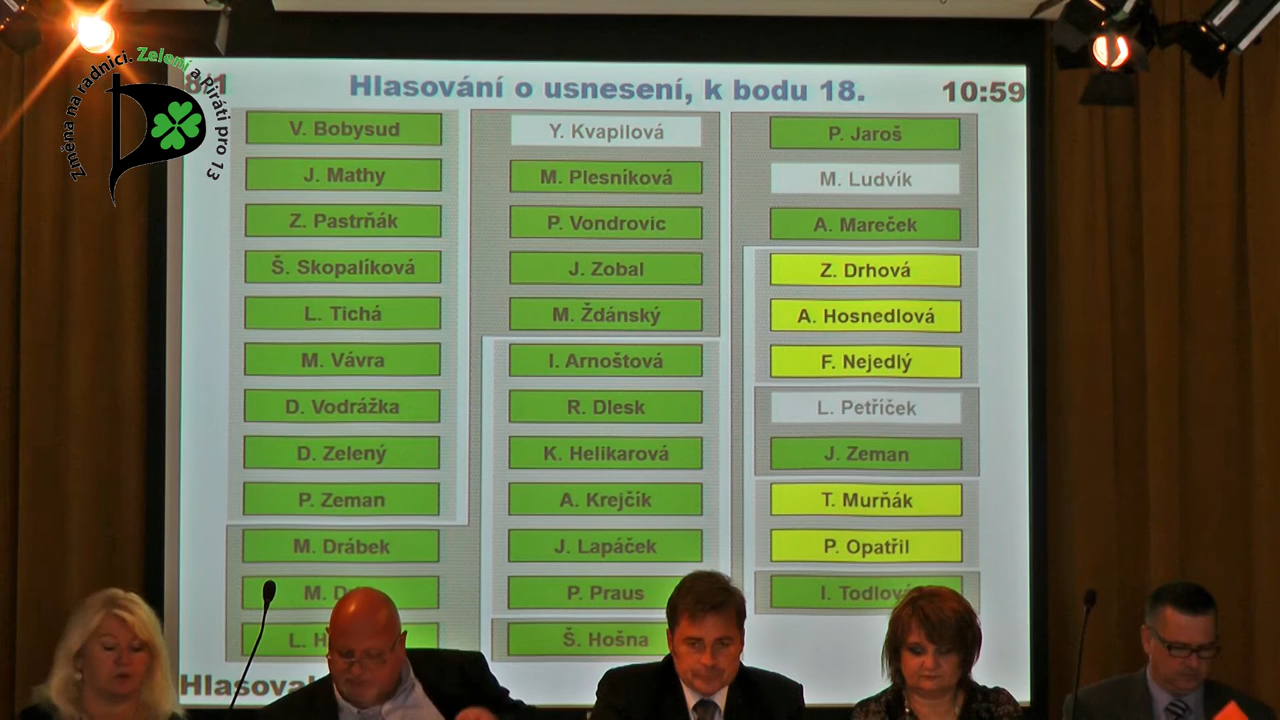 Změna na radnici. Zelení a Piráti pro 13
Hlasování o usnesení, k bodu 18.
10:59
V. Bobysud
J. Mathy
Z. Pastrňák
Š. Skopalíková
L. Tichá
M. Vávra
D. Vodrážka
D. Zelený
P. Zeman
M. Drábek
M.
L.
Y. Kvapilová
M. Plesníková
P. Vondrovic
J. Zobal
M. Ždánský
I. Arnoštová
R. Dlesk
K. Helikarová
A. Krejčík
J. Lapáček
P. Praus
Š. Hošna
P. Jaroš
M. Ludvík
A. Mareček
Z. Drhová
A. Hosnedlová
F. Nejedlý
L. Petříček
J. Zeman
T. Murňák
P. Opatřil
I. Todlová